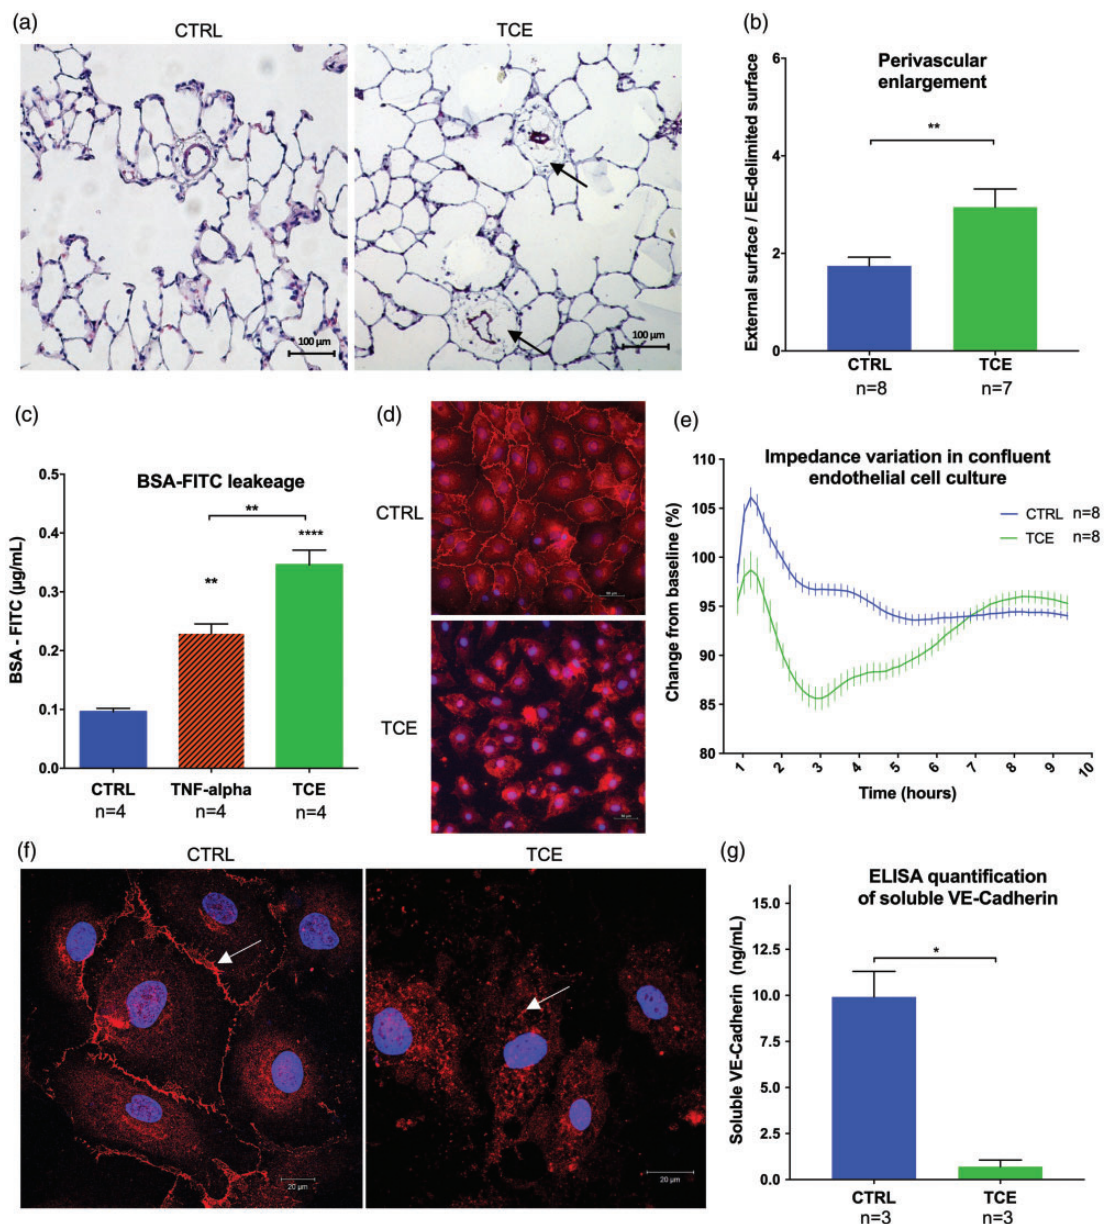 (a)
CTRL
TCE
100 µm
100 µm
(b)
Perivascular
enlargement
External surface / EE-delimited surface
6
4
2
0
**
CTRL
TCE
n=8
n=7
(c)
BSA-FITC leakeage
BSA - FITC (µg/mL)
0.5
0.4
0.3
0.2
0.1
0.0
**
**
****
CTRL
TNF-alpha
TCE
n=4
n=4
n=4
(d)
CTRL
TCE
(e)
Impedance variation in confluent
endothelial cell culture
CTRL n=8
TCE n=8
Change from baseline (%)
110
105
100
95
90
85
80
1 2 3 4 5 6 7 8 9 10
Time (hours)
(f)
CTRL
TCE
20 µm
20 µm
(g)
ELISA quantification
of soluble VE-Cadherin
Soluble VE-Cadherin (ng/mL)
15.0
12.5
10.0
7.5
5.0
2.5
0.0
*
CTRL
TCE
n=3
n=3